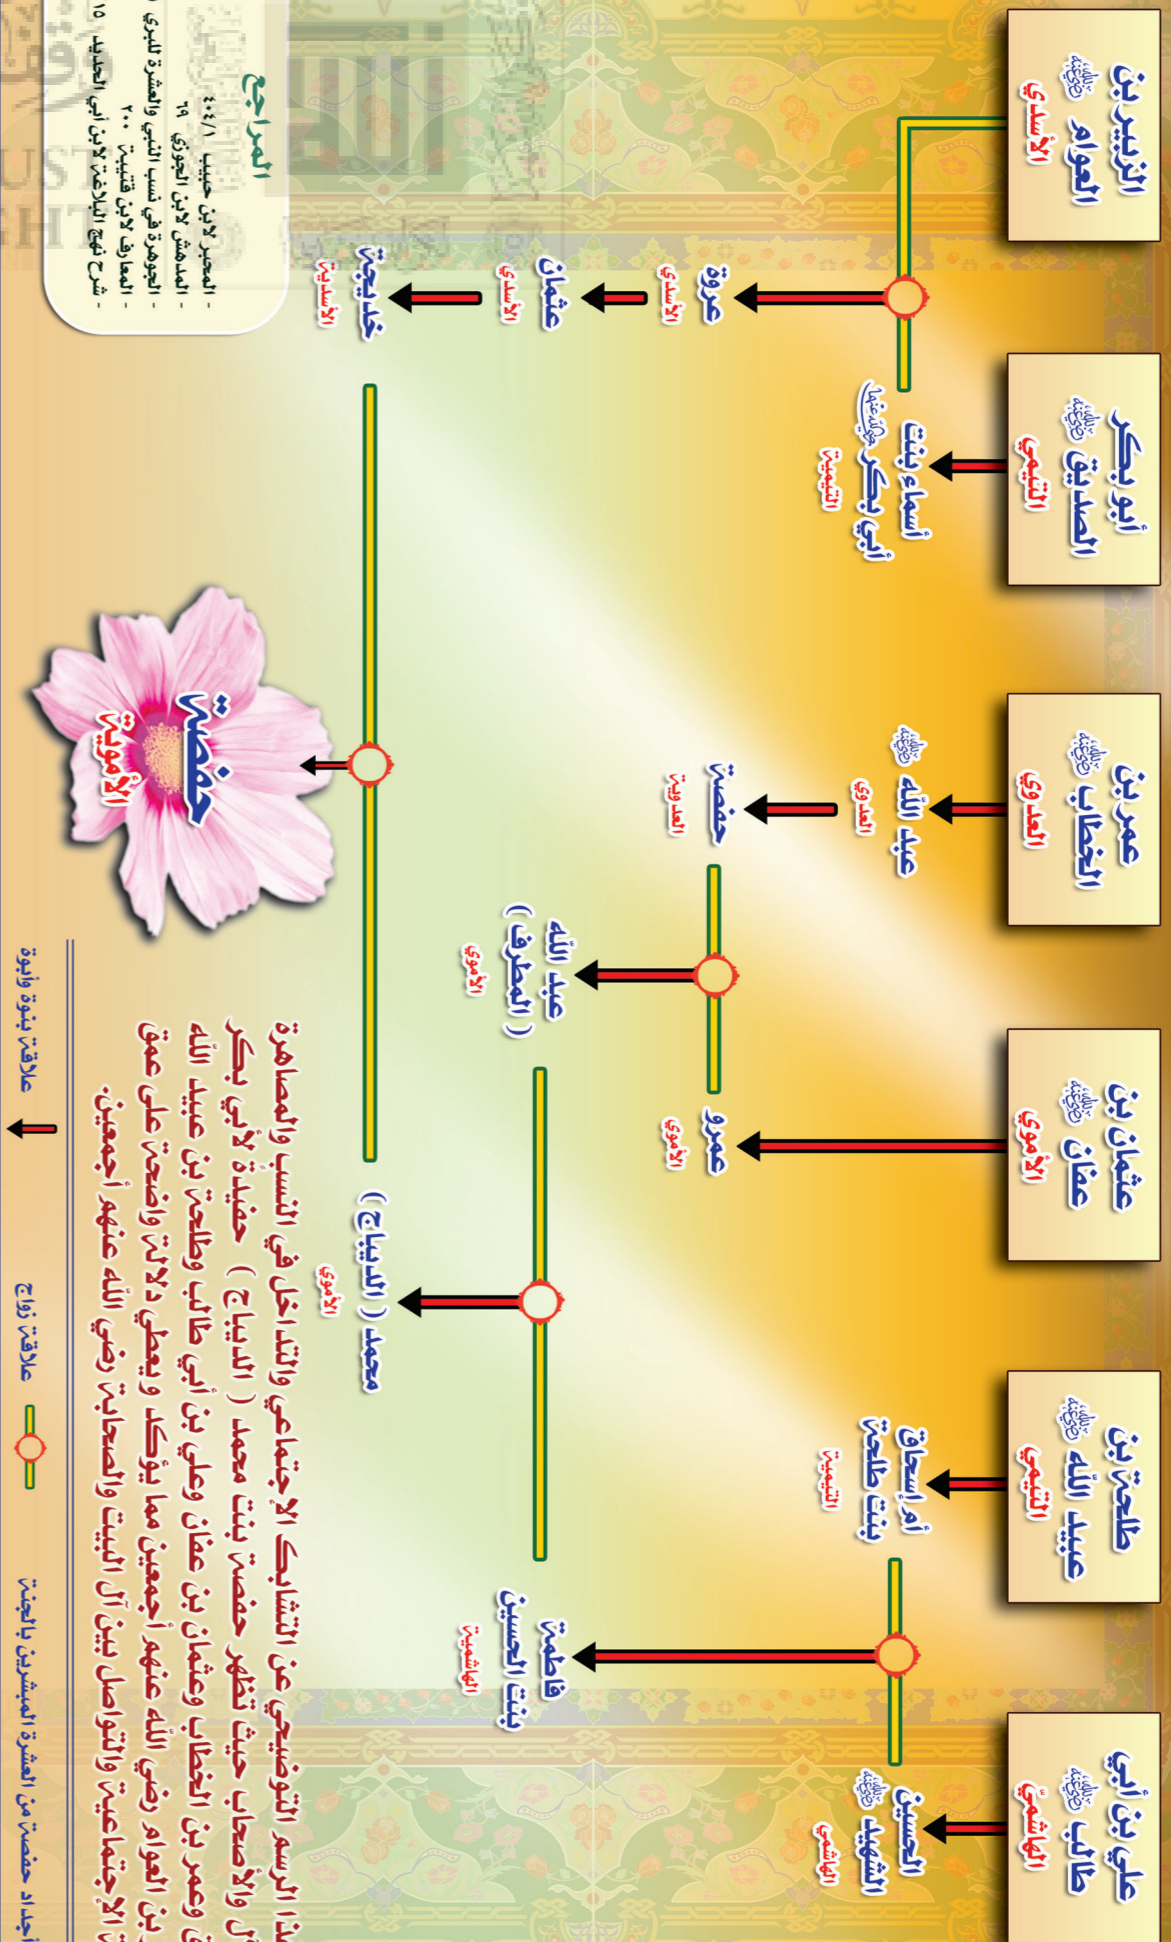 علي بن أبي
طالب رضي الله عنه
الهاشمي
طلحة بن
عبيد الله رضي الله عنه
التيمي
عثمان بن
عفان رضي الله عنه
الأموي
عمر بن
الخطاب رضي الله عنه
العدوي
أبو بكر
الصديق رضي الله عنه
التيمي
الزبير بن
العوام رضي الله عنه
الأسدي
الحسين
الشهيد رضي الله عنه
الهاشمي
أم إسحاق
بنت طلحة
التيمية
عبد الله رضي الله عنه
العدوي
أسماء بنت
أبي بكر رضي الله عنهما
التيمية
عمرو
الأموي
حفصة
العدوية
عروة
الأسدي
فاطمة
بنت الحسين
الهاشمية
عبد الله
( المطرف )
الأموي
عثمان
الأسدي
محمد ( الديباج )
الأموي
خديجة
الأسدية
حفصة
الأموية
الرسم التوضيحي عن التشابك الإجتماعي والتداخل في النسب والمصاهرة
والأصحاب حيث تظهر حفصة بنت محمد ( الديباج ) حفيدة لأبي بكر
وعمر بن الخطاب وعثمان بن عفان وعلي بن أبي طالب وطلحة بن عبيد الله
بن العوام رضي الله عنهم أجمعين مما يؤكد ويعطي دلالة واضحة على عمق
الإجتماعية والتواصل بين آل البيت والصحابة رضي الله عنهم أجمعين.
المراجع
- المحبر لابن حبيب ٤٠٤/١
- المدهش لابن الجوزي ٦٩
- الجوهرة في نسب النبي والعشرة للبري
- المعارف لابن قتيبة ٢٠٠
- شرح نهج البلاغة لابن أبي الحديد ١٥
أجداد حفصة من العشرة المبشرين بالجنة
علاقة زواج
علاقة بنوة وأبوة